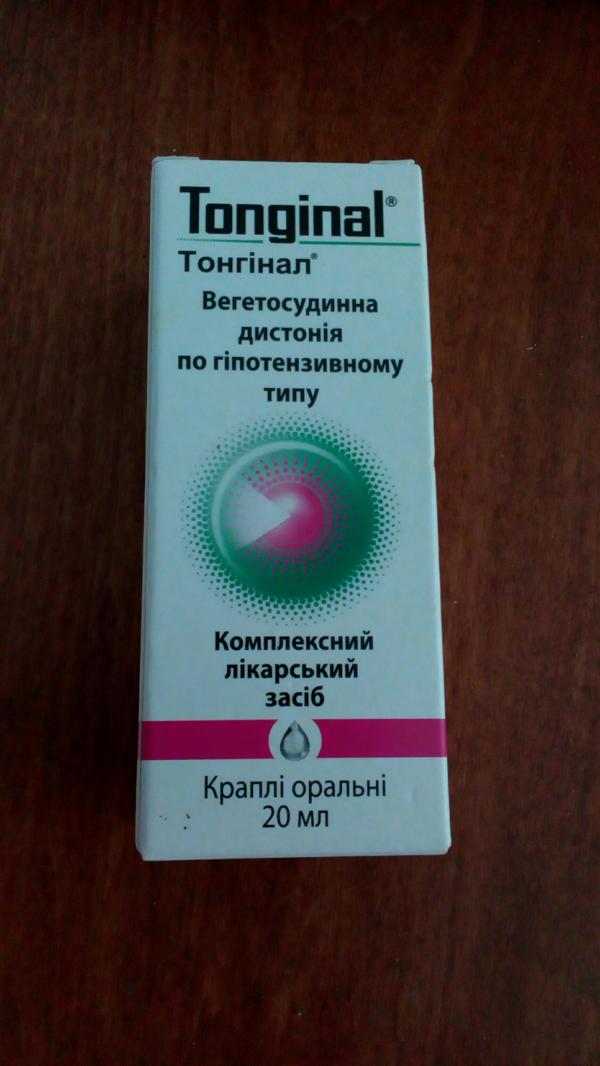 Tonginal®
Тонгінал®
Вегетосудинна
дистонія
по гіпотензивному
типу
Комплексний
лікарський
засіб
Краплі оральні
20 мл